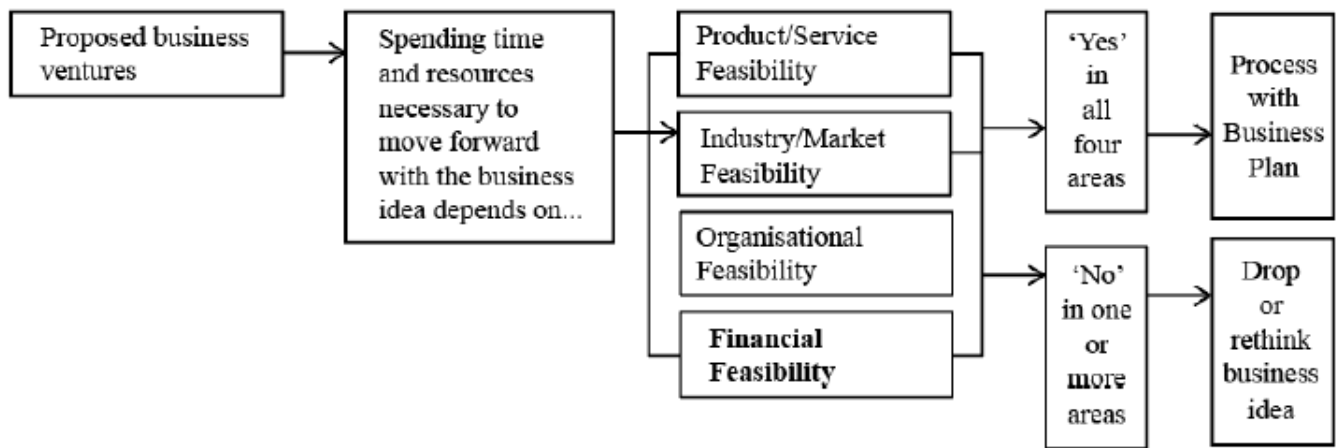 Proposed business
ventures
Spending time
and resources
necessary to
move forward
with the business
idea depends on...
Product/Service
Feasibility
Industry/Market
Feasibility
Organisational
Feasibility
Financial
Feasibility
‘Yes’
in
all
four
areas
Process
with
Business
Plan
‘No’
in one
or
more
areas
Drop
or
rethink
business
idea